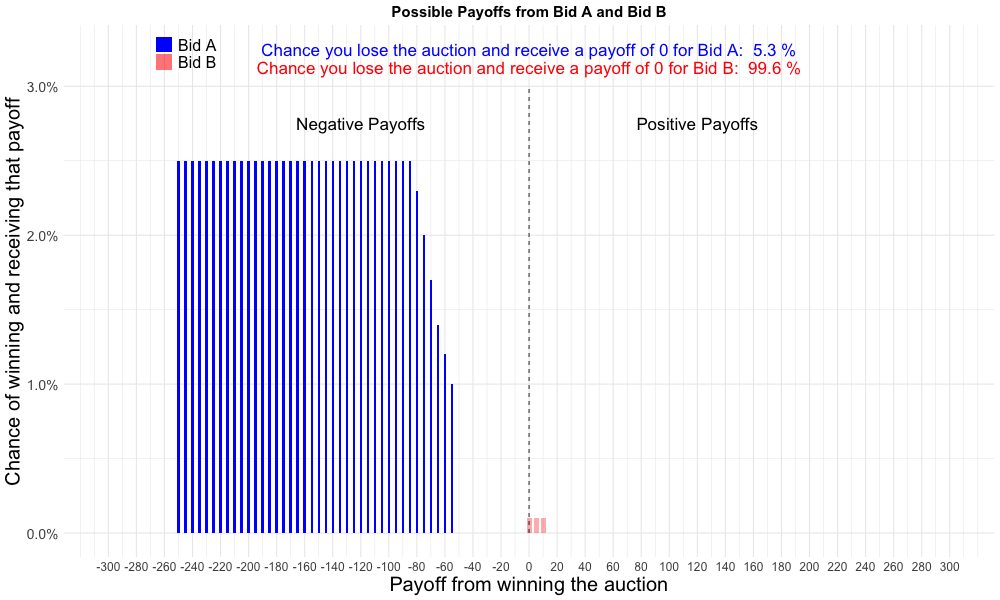 Possible Payoffs from Bid A and Bid B
Bid A
Bid B
Chance you lose the auction and receive a payoff of 0 for Bid A:  5.3 %
Chance you lose the auction and receive a payoff of 0 for Bid B:  99.6 %
Negative Payoffs
Positive Payoffs
Chance of winning and receiving that payoff
3.0%
2.0%
1.0%
0.0%
-300 -280 -260 -240 -220 -200 -180 -160 -140 -120 -100 -80 -60 -40 -20 0 20 40 60 80 100 120 140 160 180 200 220 240 260 280 300
Payoff from winning the auction